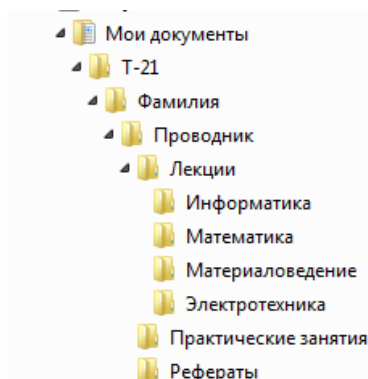 Мои документы
Т-21
Фамилия
Проводник
Лекции
Информатика
Математика
Материаловедение
Электротехника
Практические занятия
Рефераты